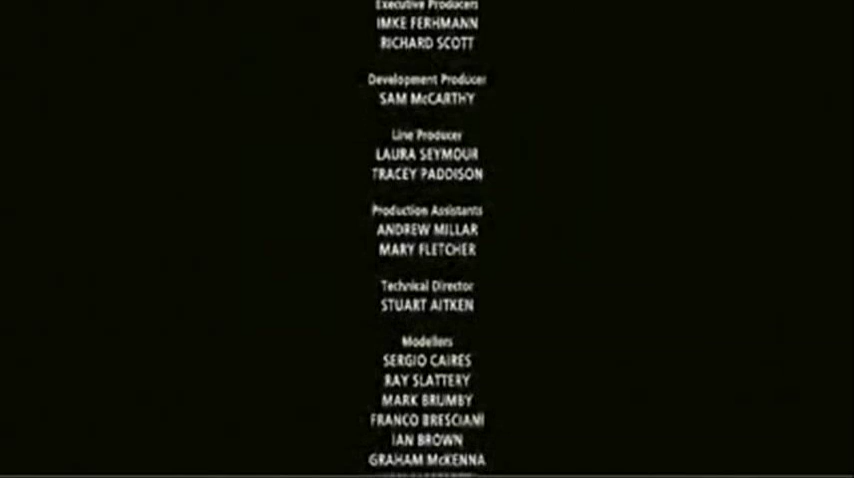 Executive Producers
IMKE FERHMANN
RICHARD SCOTT
Development Producer
SAM McCARTHY
Line Producer
LAURA SEYMOUR
TRACEY PADDISON
Production Assistants
ANDREW MILLAR
MARY FLETCHER
Technical Director
STUART AITKEN
Modellers
SERGIO CAIRES
RAY SLATTERY
MARK BRUMBY
FRANCO BRESCIANI
IAN BROWN
GRAHAM McKENNA